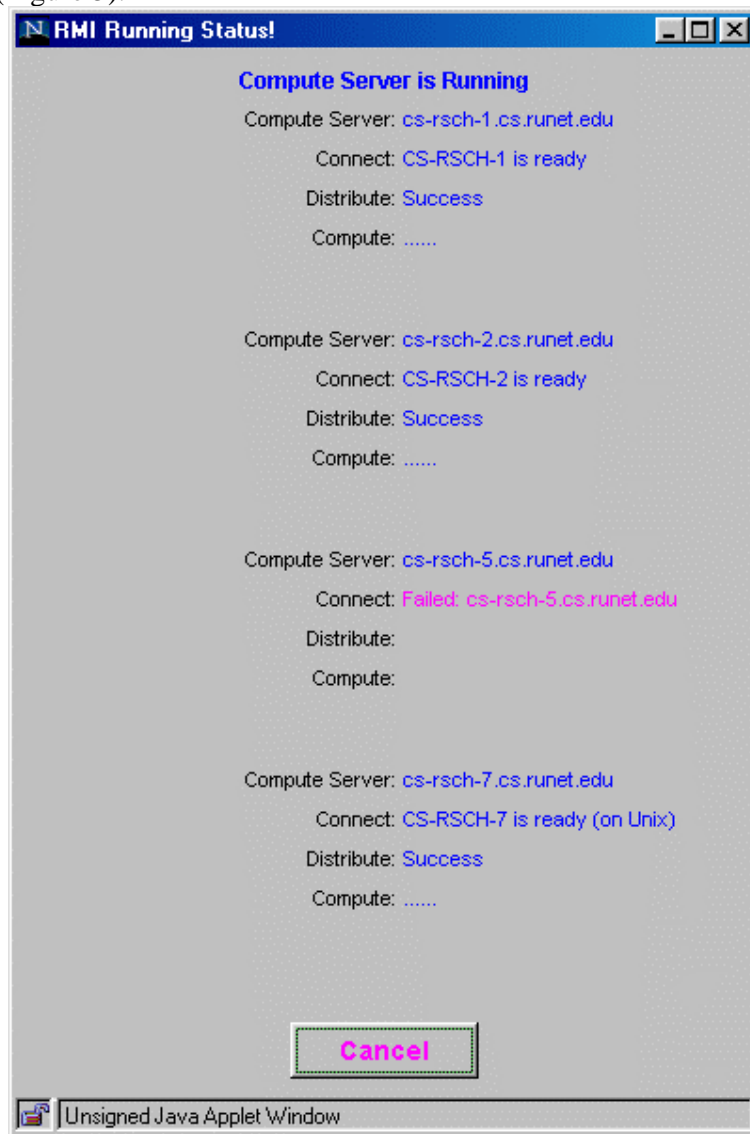 RMI Running Status!
Compute Server is Running
Compute Server: cs-rsch-1.cs.runet.edu
Connect: CS-RSCH-1 is ready
Distribute: Success
Compute: ......
Compute Server: cs-rsch-2.cs.runet.edu
Connect: CS-RSCH-2 is ready
Distribute: Success
Compute: ......
Compute Server: cs-rsch-5.cs.runet.edu
Connect: Failed: cs-rsch-5.cs.runet.edu
Distribute:
Compute:
Compute Server: cs-rsch-7.cs.runet.edu
Connect: CS-RSCH-7 is ready (on Unix)
Distribute: Success
Compute: ......
Cancel
Unsigned Java Applet Window